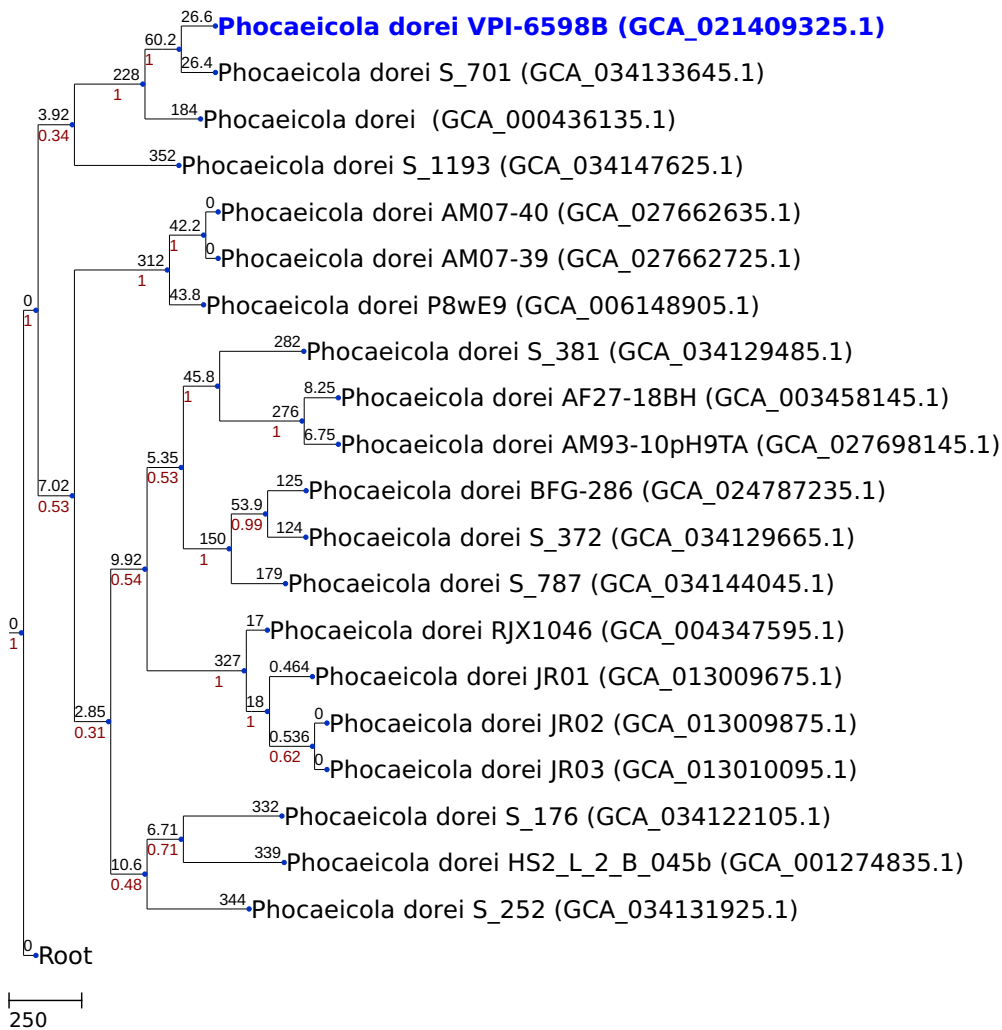 26.6
Phocaeicola dorei VPI-6598B (GCA_021409325.1)
60.2
1
26.4
Phocaeicola dorei S_701 (GCA_034133645.1)
228
1
184
Phocaeicola dorei (GCA_000436135.1)
3.92
0.34
352
Phocaeicola dorei S_1193 (GCA_034147625.1)
0
Phocaeicola dorei AM07-40 (GCA_027662635.1)
42.2
1
0
Phocaeicola dorei AM07-39 (GCA_027662725.1)
312
1
43.8
Phocaeicola dorei P8wE9 (GCA_006148905.1)
0
1
282
Phocaeicola dorei S_381 (GCA_034129485.1)
45.8
1
8.25
Phocaeicola dorei AF27-18BH (GCA_003458145.1)
276
1
6.75
Phocaeicola dorei AM93-10pH9TA (GCA_027698145.1)
5.35
0.53
7.02
0.53
125
Phocaeicola dorei BFG-286 (GCA_024787235.1)
53.9
0.99
124
Phocaeicola dorei S_372 (GCA_034129665.1)
150
1
9.92
0.54
179
Phocaeicola dorei S_787 (GCA_034144045.1)
0
1
17
Phocaeicola dorei RJX1046 (GCA_004347595.1)
327
1
0.464
Phocaeicola dorei JR01 (GCA_013009675.1)
18
1
2.85
0.31
0
Phocaeicola dorei JR02 (GCA_013009875.1)
0.536
0.62
0
Phocaeicola dorei JR03 (GCA_013010095.1)
332
Phocaeicola dorei S_176 (GCA_034122105.1)
6.71
0.71
339
Phocaeicola dorei HS2_L_2_B_045b (GCA_001274835.1)
10.6
0.48
344
Phocaeicola dorei S_252 (GCA_034131925.1)
0
Root
250